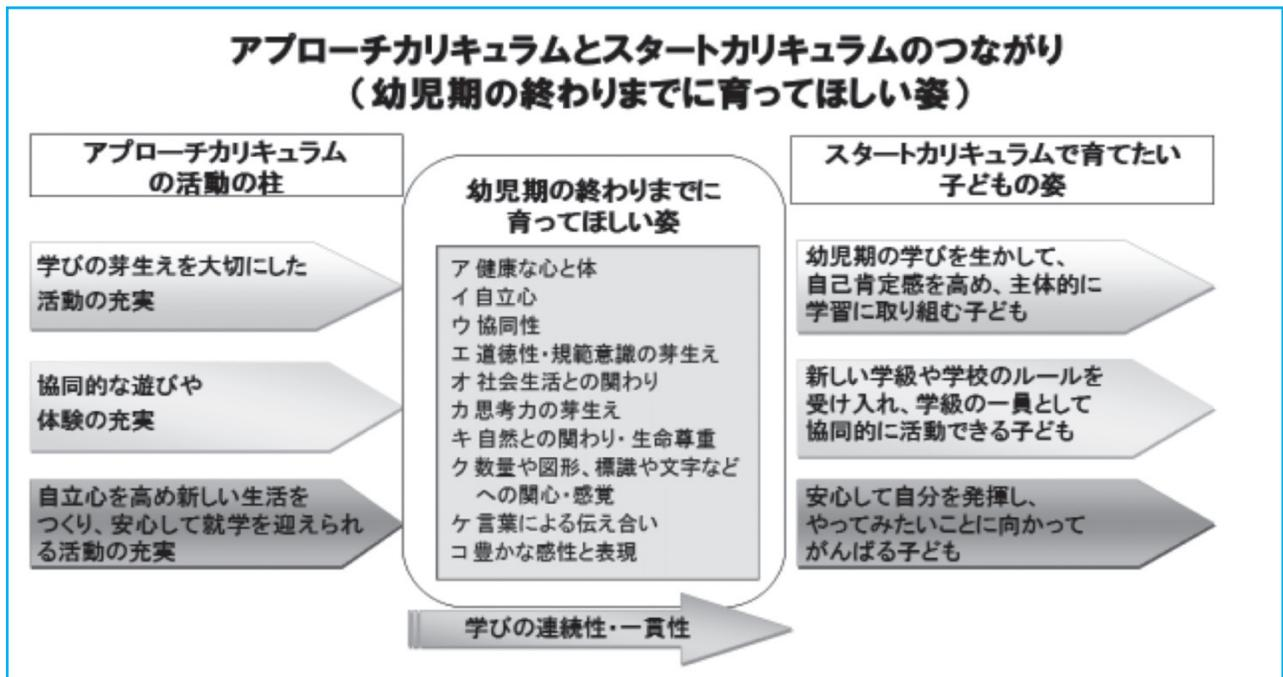 アプローチカリキュラムとスタートカリキュラムのつながり
（幼児期の終わりまでに育ってほしい姿）
アプローチカリキュラム
の活動の柱
学びの芽生えを大切にした
活動の充実
協同的な遊びや
体験の充実
自立心を高め新しい生活を
つくり、安心して就学を迎えられ
る活動の充実
幼児期の終わりまでに
育ってほしい姿
ア 健康な心と体
イ 自立心
ウ 協同性
エ 道徳性・規範意識の芽生え
オ 社会生活との関わり
カ 思考力の芽生え
キ 自然との関わり・生命尊重
ク 数量や図形、標識や文字など
への関心・感覚
ケ 言葉による伝え合い
コ 豊かな感性と表現
学びの連続性・一貫性
スタートカリキュラムで育てたい
子どもの姿
幼児期の学びを生かして、
自己肯定感を高め、主体的に
学習に取り組む子ども
新しい学級や学校のルールを
受け入れ、学級の一員として
協同的に活動できる子ども
安心して自分を発揮し、
やってみたいことに向かって
がんばる子ども